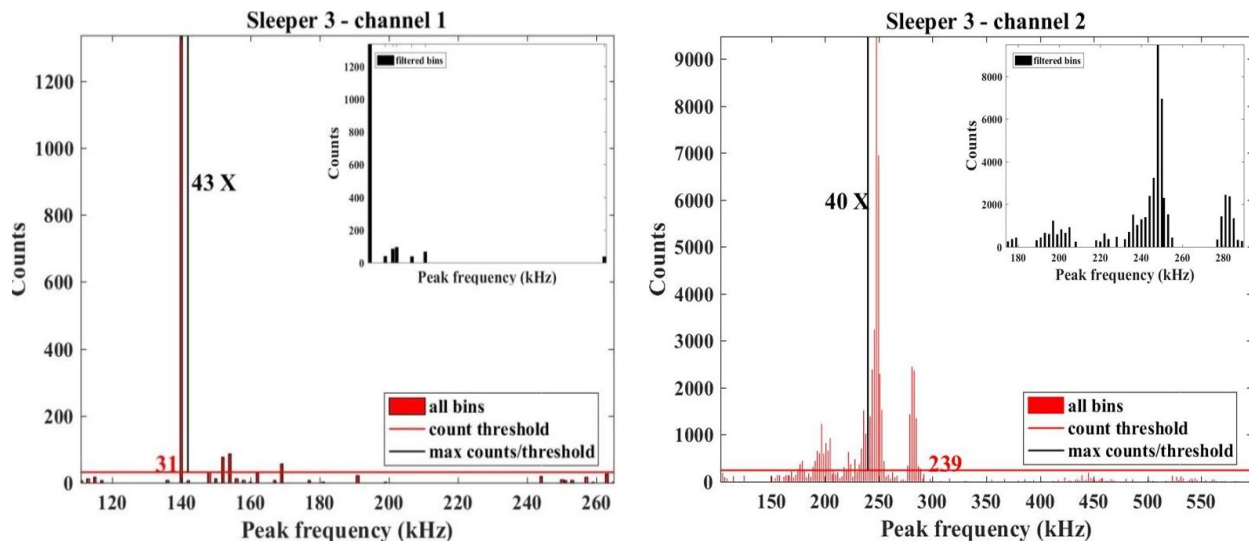 Sleeper 3 - channel 1
Counts
1200
1000
800
600
400
200
0
43 X
31
120 140 160 180 200 220 240 260
Peak frequency (kHz)
all bins
count threshold
max counts/threshold
filtered bins
Counts
1200
1000
800
600
400
200
0
Peak frequency (kHz)
Sleeper 3 - channel 2
Counts
9000
8000
7000
6000
5000
4000
3000
2000
1000
0
40 X
239
150 200 250 300 350 400 450 500 550
Peak frequency (kHz)
all bins
count threshold
max counts/threshold
filtered bins
Counts
8000
6000
4000
2000
0
180 200 220 240 260 280
Peak frequency (kHz)